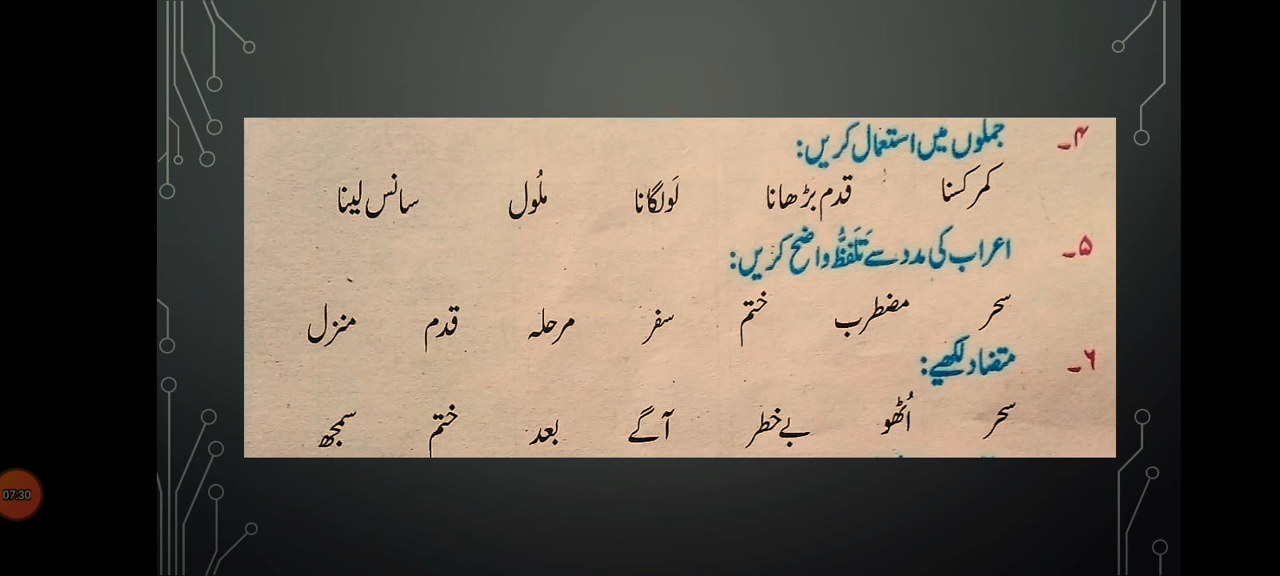 ۴۔ جملوں میں استعمال کریں:
کمر کسنا قدم بڑھانا لَو لگانا ملُول سانس لینا
۵۔ اعراب کی مدد سے تَلَفُّظ واضح کریں:
سحر مضطرب ختم سفر مرحلہ قدم منزل
۶۔ متضاد لکھیے:
سحر اُٹھو بے خطر آگے بعد ختم سمجھ
07:30